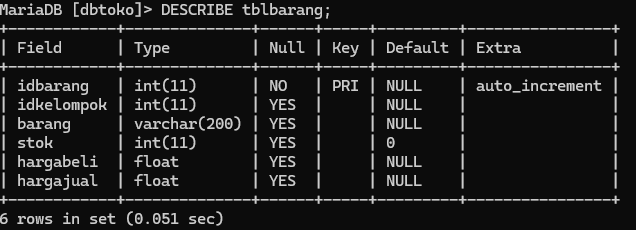 MariaDB [dbtoko]> DESCRIBE tblbarang;
+------------+--------------+------+-----+---------+----------------+
| Field      | Type         | Null | Key | Default | Extra          |
+------------+--------------+------+-----+---------+----------------+
| idbarang   | int(11)      | NO   | PRI | NULL    | auto_increment |
| idkelompok | int(11)      | YES  |     | NULL    |                |
| barang     | varchar(200) | YES  |     | NULL    |                |
| stok       | int(11)      | YES  |     | 0       |                |
| hargabeli  | float        | YES  |     | NULL    |                |
| hargajual  | float        | YES  |     | NULL    |                |
+------------+--------------+------+-----+---------+----------------+
6 rows in set (0.051 sec)